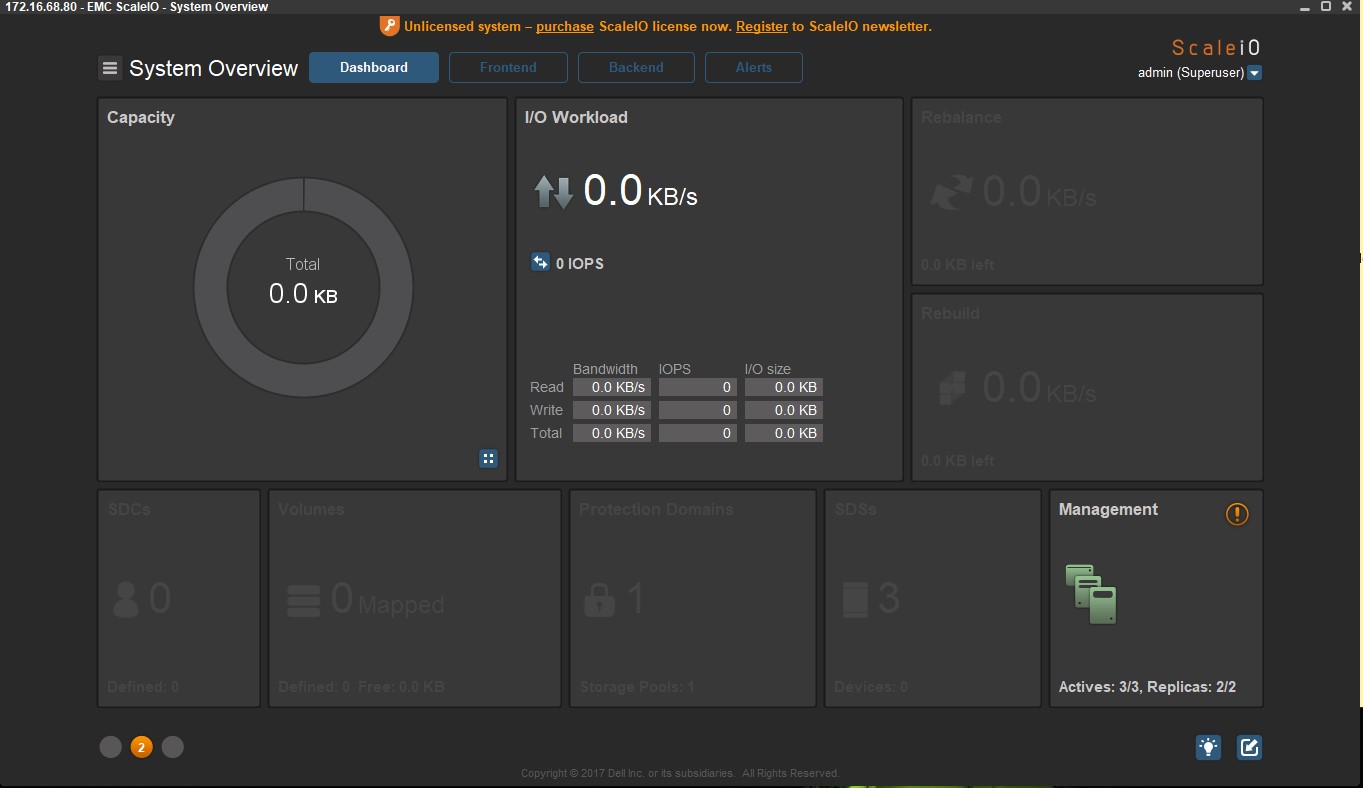 172.16.68.80 - EMC ScaleIO - System Overview
Unlicensed system – purchase ScaleIO license now. Register to ScaleIO newsletter.
ScaleiO
System Overview
Dashboard
Frontend
Backend
Alerts
admin (Superuser)
Capacity
Total
0.0 KB
I/O Workload
0.0 KB/s
0 IOPS
Bandwidth IOPS I/O size
Read 0.0 KB/s 0 0.0 KB
Write 0.0 KB/s 0 0.0 KB
Total 0.0 KB/s 0 0.0 KB
Rebalance
0.0 KB/s
0.0 KB left
Rebuild
0.0 KB/s
0.0 KB left
SDCs
0
Defined: 0
Volumes
0 Mapped
Defined: 0 Free: 0.0 KB
Protection Domains
1
Storage Pools: 1
SDSs
3
Devices: 0
Management
Actives: 3/3, Replicas: 2/2
2
Copyright © 2017 Dell Inc. or its subsidiaries. All Rights Reserved.